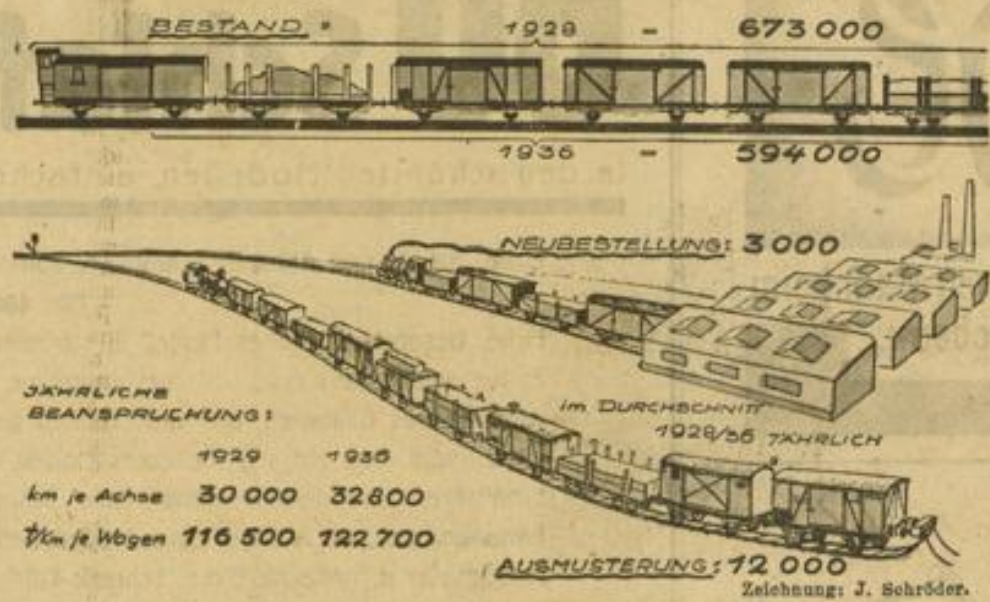 BESTAND: 1928 - 673 000
1936 - 594 000
NEUBESTELLUNG: 3 000
JÄHRLICHE
BEANSPRUCHUNG:
1929 1936
km je Achse 30 000 32 800
t/km je Wagen 116 500 122 700
im DURCHSCHNITT
1928/36 JÄHRLICH
AUSMUSTERUNG: 12 000
Zeichnung: J. Schröder.